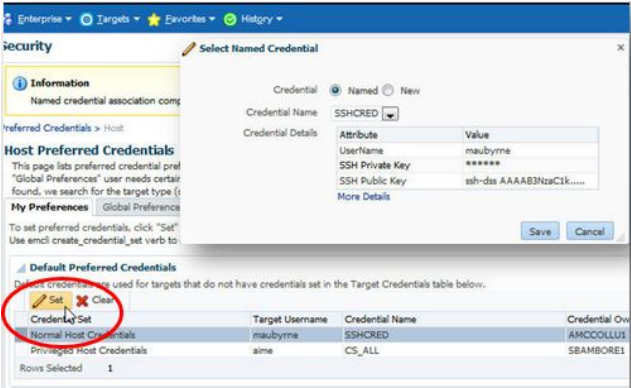 Enterprise Targets Favorites History
Security
Information
Named credential association comp
Preferred Credentials > Host
Host Preferred Credentials
This page lists preferred credential pref
"Global Preferences" user needs certain
found, we search for the target type (
My Preferences Global Preference
To set preferred credentials, click "Set"
Use emcli create_credential_set verb to
Select Named Credential
Credential Named New
Credential Name SSHCRED
Credential Details Attribute Value
UserName maubyrne
SSH Private Key ******
SSH Public Key ssh-dss AAAAB3NzaC1k.....
More Details
Save Cancel
Default Preferred Credentials
Default credentials are used for targets that do not have credentials set in the Target Credentials table below.
Set Clear
Credential Set Target Username Credential Name Credential Ow
Normal Host Credentials maubyrne SSHCRED AMCCOLLU1
Privileged Host Credentials aime CS_ALL SBAMBORE1
Rows Selected 1